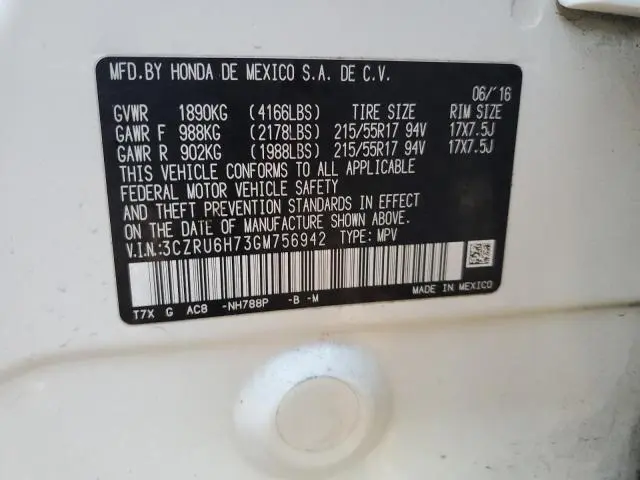 MFD.BY HONDA DE MEXICO S.A. DE C.V.
06/'16
GVWR 1890KG (4166LBS) TIRE SIZE RIM SIZE
GAWR F 988KG (2178LBS) 215/55R17 94V 17X7.5J
GAWR R 902KG (1988LBS) 215/55R17 94V 17X7.5J
THIS VEHICLE CONFORMS TO ALL APPLICABLE
FEDERAL MOTOR VEHICLE SAFETY
AND THEFT PREVENTION STANDARDS IN EFFECT
ON THE DATE OF MANUFACTURE SHOWN ABOVE.
V.I.N:3CZRU6H73GM756942 TYPE: MPV
T7X G AC8 -NH788P -B -M MADE IN MEXICO